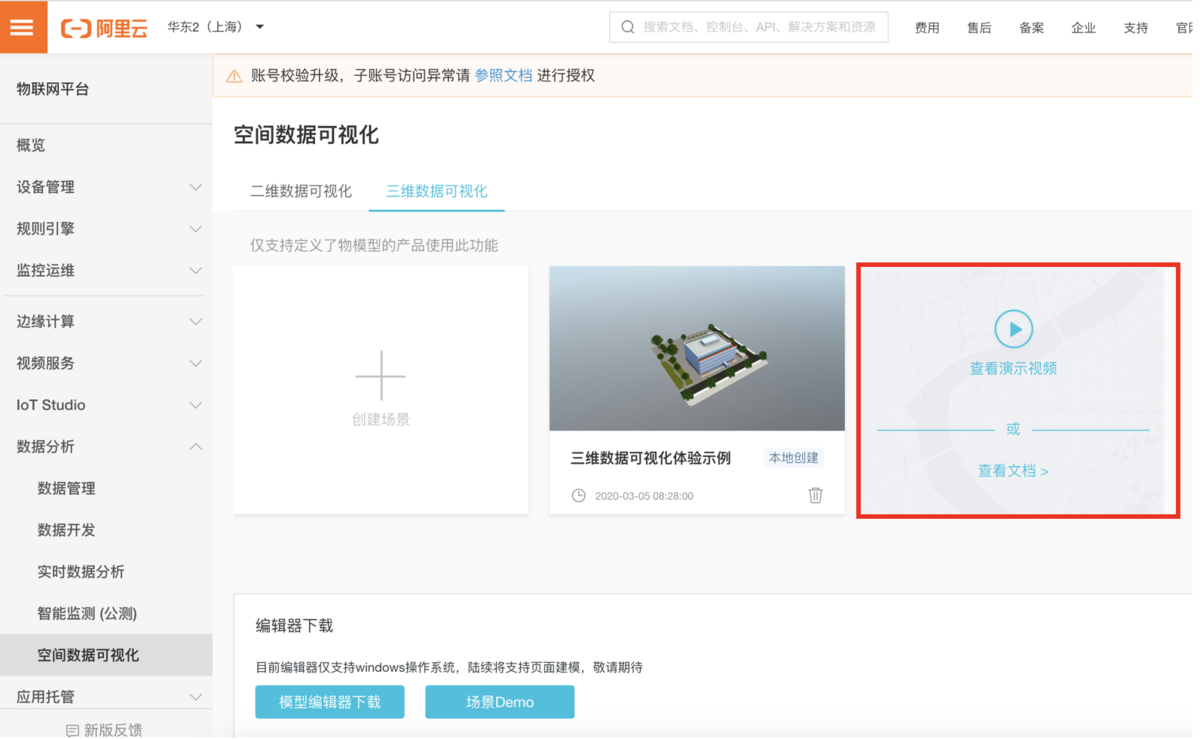 阿里云
华东2（上海）
搜索文档、控制台、API、解决方案和资源
费用 售后 备案 企业 支持 官网
物联网平台
账号校验升级，子账号访问异常请 参照文档 进行授权
空间数据可视化
概览
设备管理
规则引擎
监控运维
边缘计算
视频服务
IoT Studio
数据分析
数据管理
数据开发
实时数据分析
智能监测 (公测)
空间数据可视化
应用托管
新版反馈
二维数据可视化 三维数据可视化
仅支持定义了物模型的产品使用此功能
创建场景
三维数据可视化体验示例 本地创建
2020-03-05 08:28:00
查看演示视频
或
查看文档 >
编辑器下载
目前编辑器仅支持windows操作系统，陆续将支持页面建模，敬请期待
模型编辑器下载 场景Demo